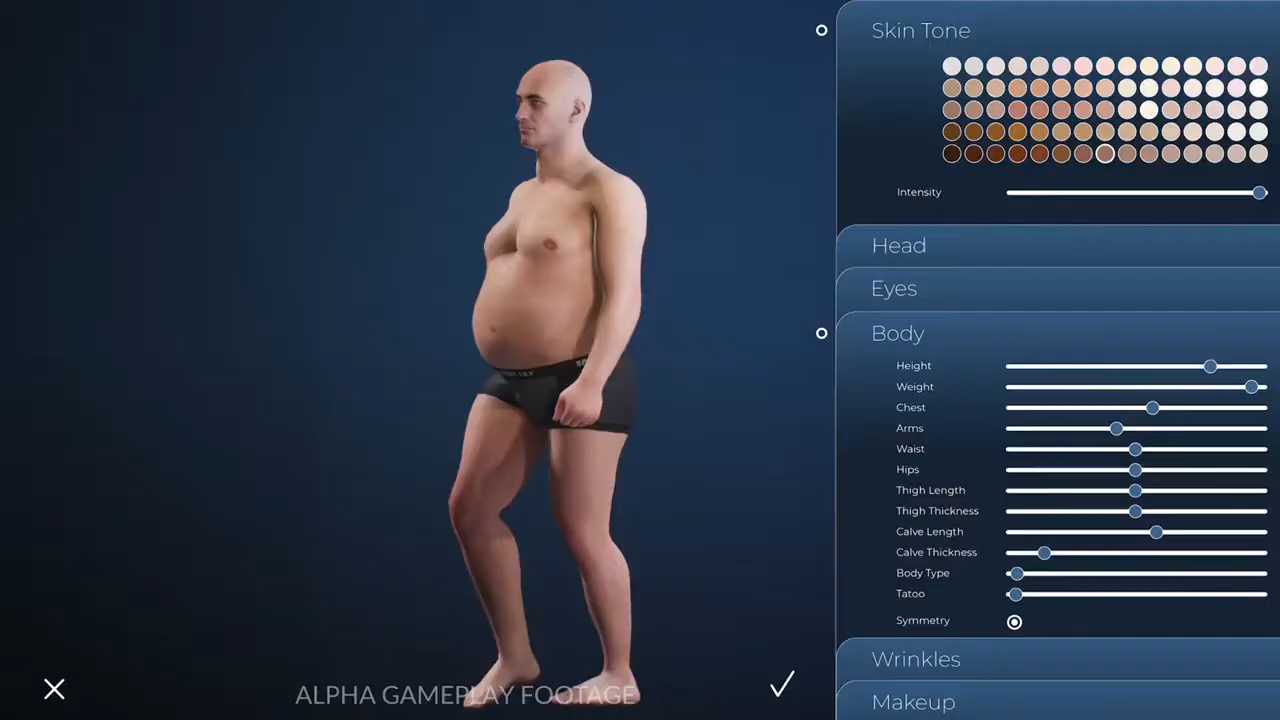 Skin Tone
Intensity
Head
Eyes
Body
Height
Weight
Chest
Arms
Waist
Hips
Thigh Length
Thigh Thickness
Calve Length
Calve Thickness
Body Type
Tatoo
Symmetry
Wrinkles
Makeup
ALPHA GAMEPLAY FOOTAGE